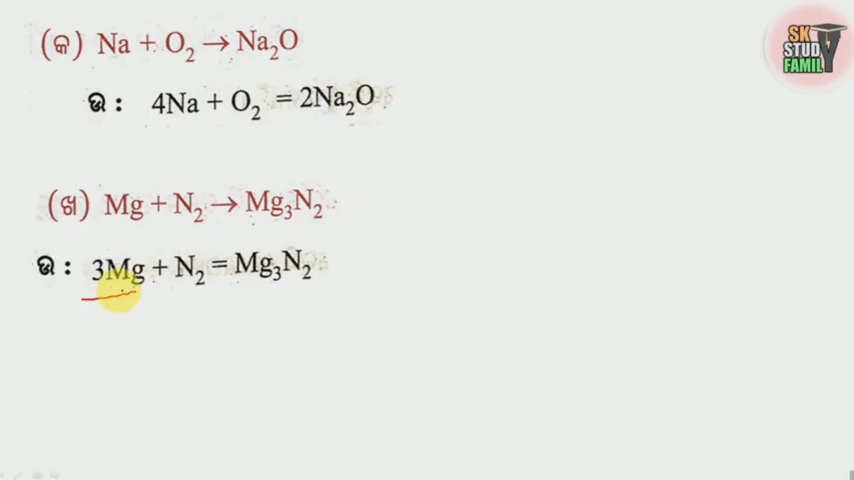 (କ) Na + O₂ → Na₂O
ଉ : 4Na + O₂ = 2Na₂O
(ଖ) Mg + N₂ → Mg₃N₂
ଉ : 3Mg + N₂ = Mg₃N₂
SK
STUDY
FAMILY